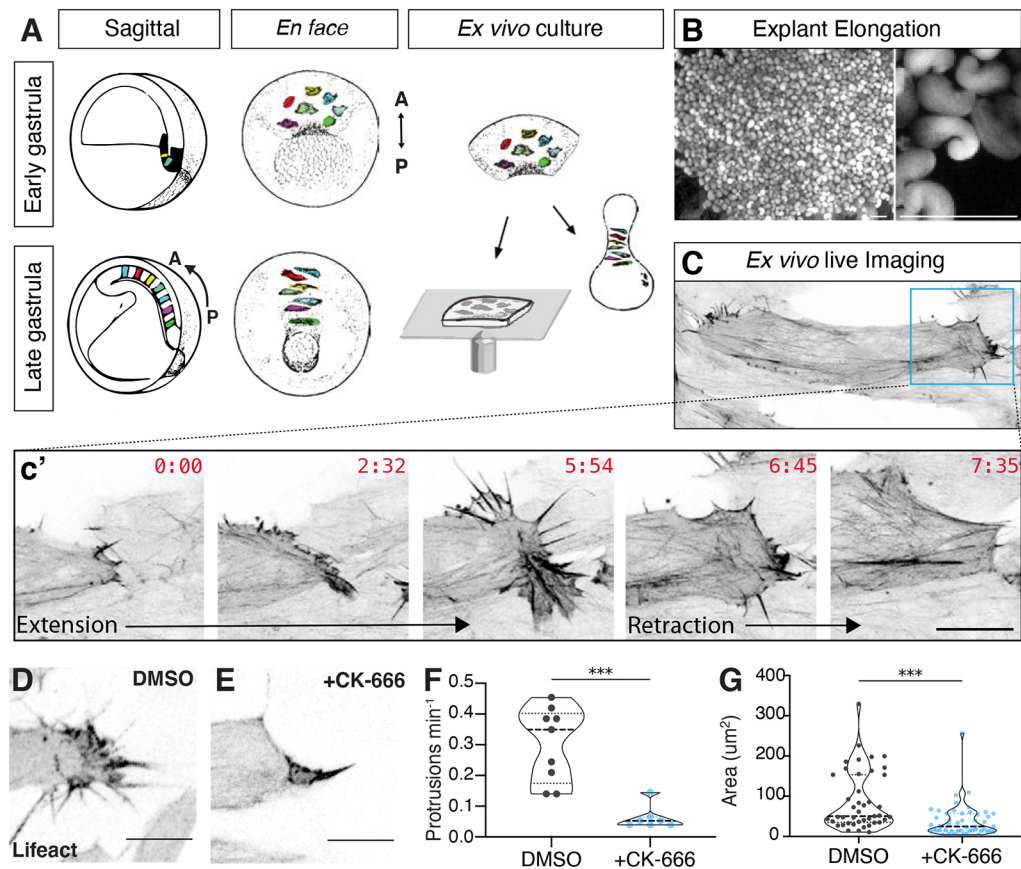 A
Sagittal
En face
Ex vivo culture
B
Explant Elongation
Early gastrula
A
P
Late gastrula
A
P
C
Ex vivo live Imaging
c’
0:00
2:32
5:54
6:45
7:35
Extension
Retraction
D
DMSO
Lifeact
E
+CK-666
F
***
Protrusions min-1
0.5
0.4
0.3
0.2
0.1
0.0
DMSO
+CK-666
G
***
Area (um2)
400
300
200
100
0
DMSO
+CK-666